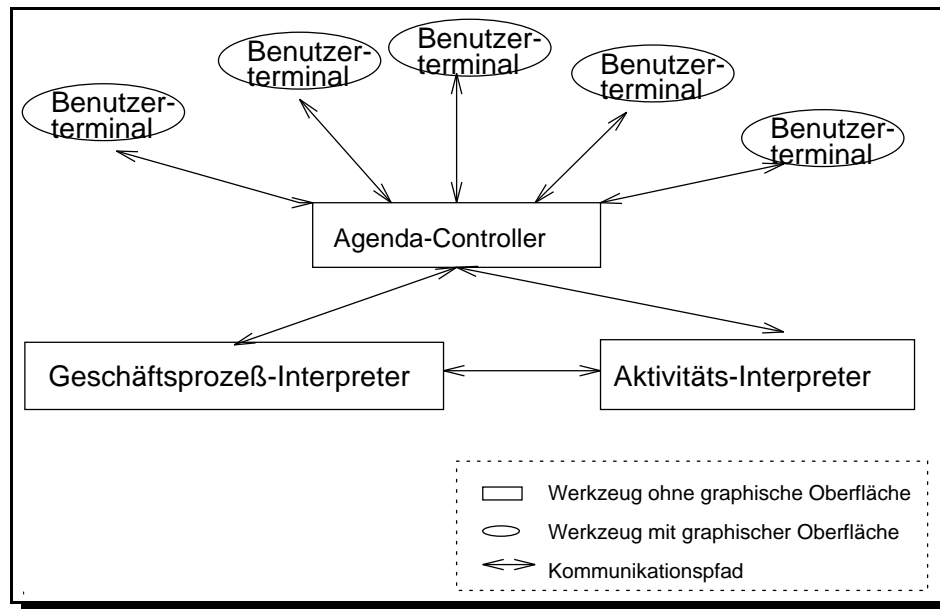 Benutzer-
terminal
Benutzer-
terminal
Benutzer-
terminal
Benutzer-
terminal
Benutzer-
terminal
Agenda-Controller
Geschäftsprozeß-Interpreter
Aktivitäts-Interpreter
Werkzeug ohne graphische Oberfläche
Werkzeug mit graphischer Oberfläche
Kommunikationspfad